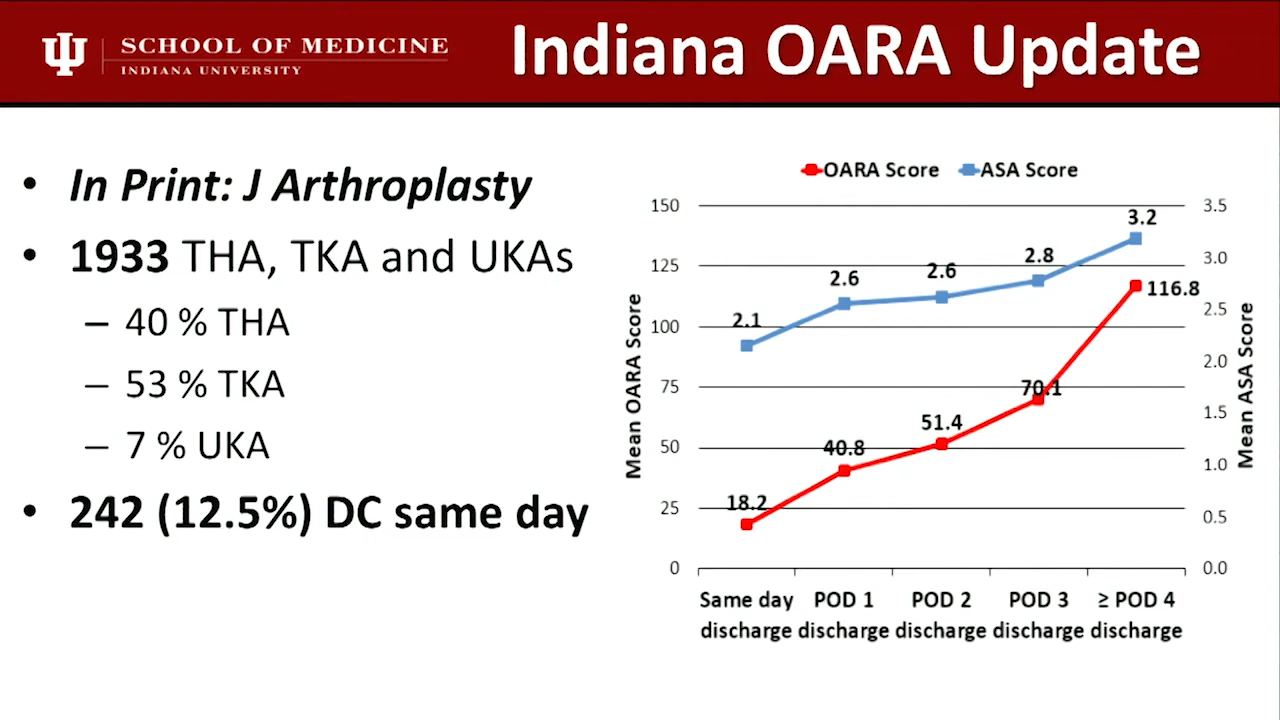 SCHOOL OF MEDICINE
INDIANA UNIVERSITY
Indiana OARA Update
• In Print: J Arthroplasty
• 1933 THA, TKA and UKAs
– 40 % THA
– 53 % TKA
– 7 % UKA
• 242 (12.5%) DC same day
OARA Score ASA Score
150
125
100
75
50
25
0
Mean OARA Score
3.5
3.0
2.5
2.0
1.5
1.0
0.5
0.0
Mean ASA Score
2.1
2.6
2.6
2.8
3.2
18.2
40.8
51.4
70.1
116.8
Same day discharge
POD 1 discharge
POD 2 discharge
POD 3 discharge
≥ POD 4 discharge